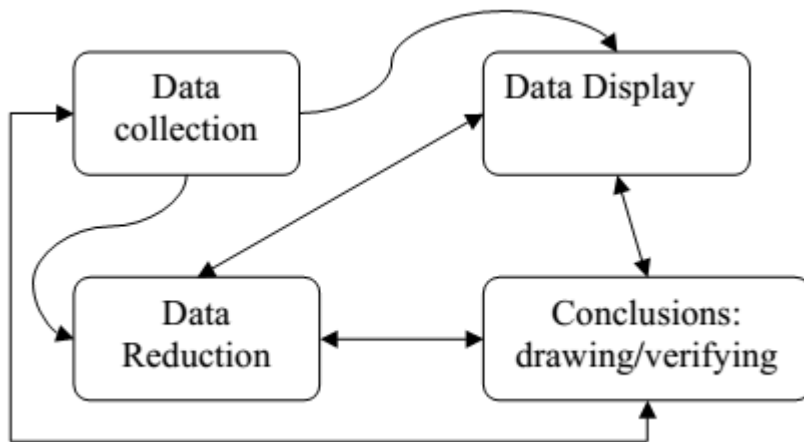 Data
collection
Data Display
Data
Reduction
Conclusions:
drawing/verifying